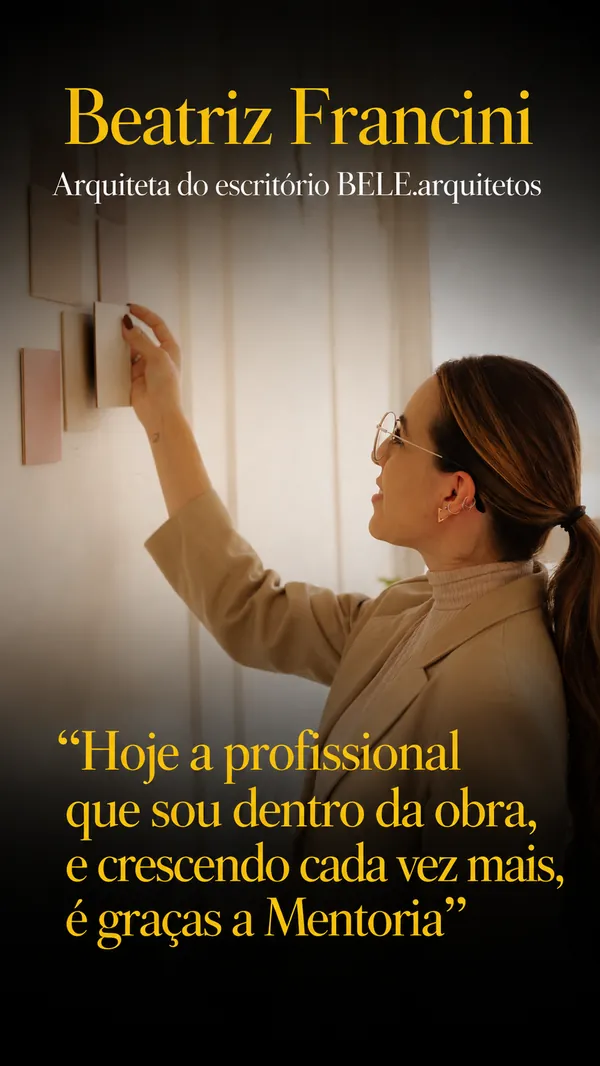 Beatriz Francini
Arquiteta do escritório BELE.arquitetos
“Hoje a profissional
que sou dentro da obra,
e crescendo cada vez mais,
é graças a Mentoria”